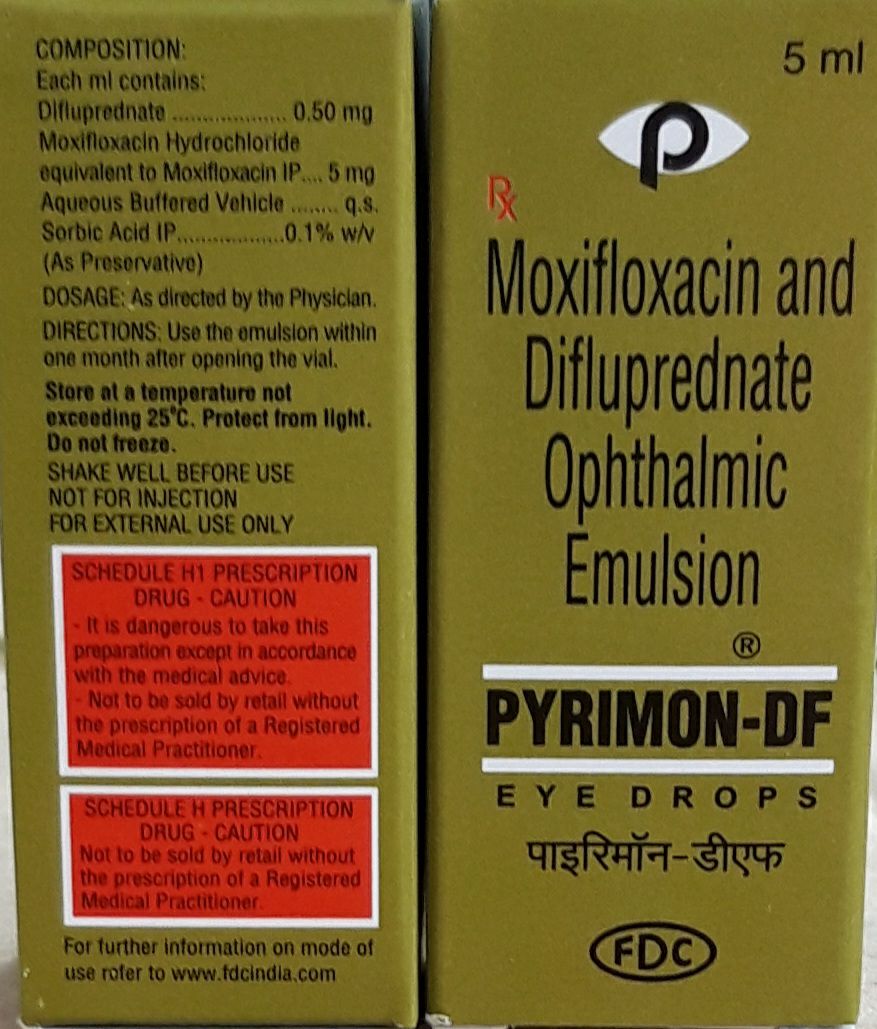 COMPOSITION:
Each ml contains:
Difluprednate ................... 0.50 mg
Moxifloxacin Hydrochloride
equivalent to Moxifloxacin IP.... 5 mg
Aqueous Buffered Vehicle ........ q.s.
Sorbic Acid IP..................0.1% w/v
(As Preservative)
DOSAGE: As directed by the Physician.
DIRECTIONS: Use the emulsion within
one month after opening the vial.
Store at a temperature not
exceeding 25°C. Protect from light.
Do not freeze.
SHAKE WELL BEFORE USE
NOT FOR INJECTION
FOR EXTERNAL USE ONLY
SCHEDULE H1 PRESCRIPTION
DRUG - CAUTION
- It is dangerous to take this
preparation except in accordance
with the medical advice.
- Not to be sold by retail without
the prescription of a Registered
Medical Practitioner.
SCHEDULE H PRESCRIPTION
DRUG - CAUTION
Not to be sold by retail without
the prescription of a Registered
Medical Practitioner.
For further information on mode of
use refer to www.fdcindia.com
5 ml
p
Rx
Moxifloxacin and
Difluprednate
Ophthalmic
Emulsion
®
PYRIMON-DF
EYE DROPS
पाइरिमॉन-डीएफ
FDC